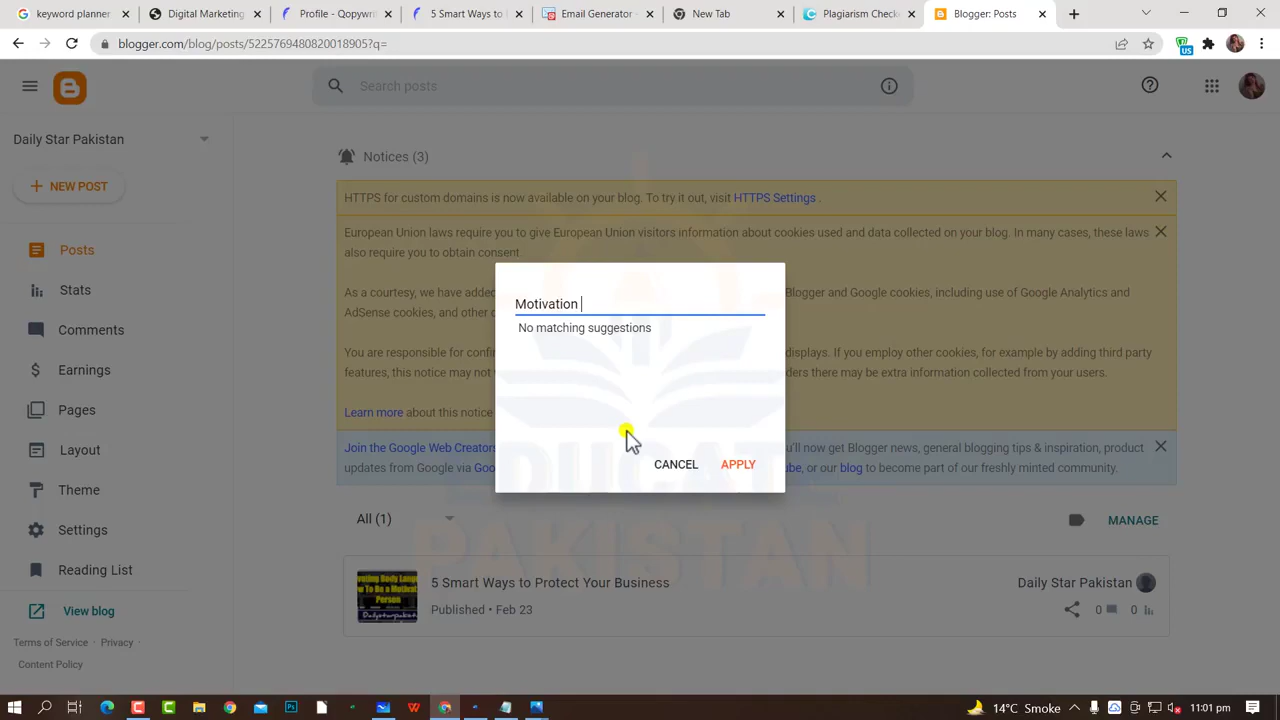 keyword planner
Digital Marketing
Profile - Qopywrit
5 Smart Ways to
Email Generator -
New Tab
Plagiarism Check
Blogger: Posts
blogger.com/blog/posts/5225769480820018905?q=
US
Search posts
Daily Star Pakistan
Notices (3)
NEW POST
HTTPS for custom domains is now available on your blog. To try it out, visit HTTPS Settings .
European Union laws require you to give European Union visitors information about cookies used and data collected on your blog. In many cases, these laws
also require you to obtain consent.
As a courtesy, we have added
Blogger and Google cookies, including use of Google Analytics and
AdSense cookies, and other
You are responsible for confir
displays. If you employ other cookies, for example by adding third party
features, this notice may not
ders there may be extra information collected from your users.
Learn more about this notice
Join the Google Web Creators
'll now get Blogger news, general blogging tips & inspiration, product
updates from Google via Goo
ube, or our blog to become part of our freshly minted community.
Posts
Stats
Comments
Earnings
Pages
Layout
Theme
Settings
Reading List
View blog
Terms of Service · Privacy ·
Content Policy
Motivation
No matching suggestions
CANCEL
APPLY
EDUCATE
PAKISTAN
All (1)
MANAGE
5 Smart Ways to Protect Your Business
Published • Feb 23
Daily Star Pakistan
0
0
14°C Smoke
11:01 pm